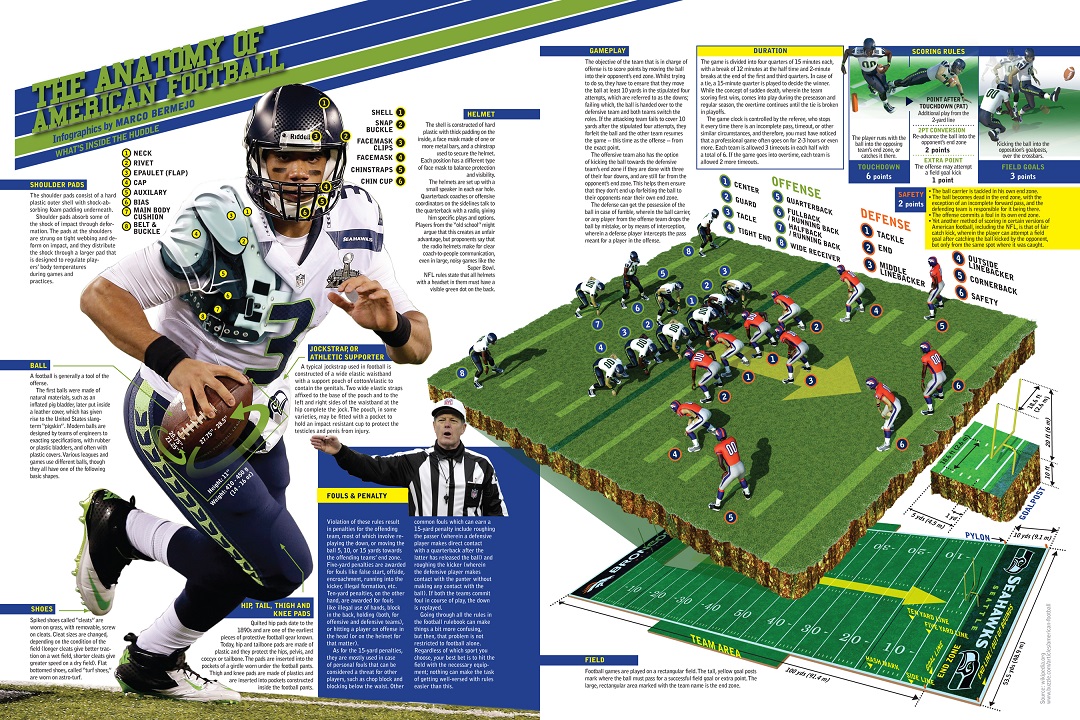 THE ANATOMY OF
AMERICAN FOOTBALL
Infographics by MARCO BERMEJO
WHAT'S INSIDE THE HUDDLE
1 NECK
2 RIVET
3 EPAULET (FLAP)
4 CAP
5 AUXILIARY
6 BIAS
7 MAIN BODY
CUSHION
8 BELT &
BUCKLE
SHOULDER PADS
The shoulder pads consist of a hard
plastic outer shell with shock-ab-
sorbing foam padding underneath.
Shoulder pads absorb some of
the shock of impact through defor-
mation. The pads at the shoulders
are strung on tight webbing and de-
form on impact, and they distribute
the shock through a larger pad that
is designed to regulate play-
ers' body temperatures
during games and
practices.
SHELL 1
SNAP
BUCKLE 2
FACEMASK
CLIPS 3
FACEMASK 4
CHINSTRAPS 5
CHIN CUP 6
Riddell
SEAHAWKS
3
HELMET
The shell is constructed of hard
plastic with thick padding on the
inside, a face mask made of one or
more metal bars, and a chinstrap
used to secure the helmet.
Each position has a different type
of face mask to balance protection
and visibility.
The helmets are set up with a
small speaker in each ear hole.
Quarterback coaches or offensive
coordinators on the sidelines talk to
the quarterback with a radio, giving
him specific plays and options.
Players from the "old school" might
argue that this creates an unfair
advantage, but proponents say that
the radio helmets make for clear
coach-to-people communication,
even in large, noisy games like the
Super Bowl.
NFL rules state that all helmets
with a headset in them must have a
visible green dot on the back.
JOCKSTRAP, OR
ATHLETIC SUPPORTER
A typical jockstrap used in football is
constructed of a wide elastic waistband
with a support pouch of cotton/elastic to
contain the genitals. Two wide elastic straps
affixed to the base of the pouch and to the
left and right sides of the waistband at the
hip complete the jock. The pouch, in some
varieties, may be fitted with a pocket to
hold an impact resistant cup to protect the
testicles and penis from injury.
BALL
A football is generally a tool of the
offense.
The first balls were made of
natural materials, such as an
inflated pig bladder, later put inside
a leather cover, which has given
rise to the United States slang-
term "pigskin". Modern balls are
designed by teams of engineers to
exacting specifications, with rubber
or plastic bladders, and often with
plastic covers. Various leagues and
games use different balls, though
they all have one of the following
basic shapes.
Height: 11"
Weight: 410 - 450 g
(14 - 16 oz)
SHOES
Spiked shoes called "cleats" are
worn on grass, with removable, screw
on cleats. Cleat sizes are changed,
depending on the condition of the
field (longer cleats give better trac-
tion on a wet field, shorter cleats give
greater speed on a dry field). Flat
bottomed shoes, called "turf shoes,"
are worn on astro-turf.
HIP, TAIL, THIGH AND
KNEE PADS
Quilted hip pads date to the
1890s and are one of the earliest
pieces of protective football gear known.
Today, hip and tailbone pads are made of
plastic and they protect the hips, pelvis, and
coccyx or tailbone. The pads are inserted into the
pockets of a girdle worn under the football pants.
Thigh and knee pads are made of plastics and
are inserted into pockets constructed
inside the football pants.
FOULS & PENALTY
Violation of these rules result
in penalties for the offending
team, most of which involve re-
playing the down, or moving the
ball 5, 10, or 15 yards towards
the offending teams' end zone.
Five-yard penalties are awarded
for fouls like false start, offside,
encroachment, running into the
kicker, illegal formation, etc.
Ten-yard penalties, on the other
hand, are awarded for fouls
like illegal use of hands, block
in the back, holding (both, for
offensive and defensive teams),
or hitting a player on offense
in the head (or on the helmet for
that matter).
As for the 15-yard penalties,
they are mostly used in case
of personal fouls that can be
considered a threat for other
players, such as chop block and
blocking below the waist. Other
common fouls which can earn a
15-yard penalty include roughing
the passer (wherein a defensive
player makes direct contact
with a quarterback after the
latter has released the ball) and
roughing the kicker (wherein
the defensive player makes
contact with the punter without
making any contact with the
ball). If both the teams commit
foul in course of play, the down
is replayed.
Going through all the rules in
the football rulebook can make
things a bit more confusing,
but then, that problem is not
restricted to football alone.
Regardless of which sport you
choose, your best bet is to hit the
field with the necessary equip-
ment; nothing can make the task
of getting well-versed with rules
easier than this.
GAMEPLAY
The objective of the team that is in charge of
offense is to score points by moving the ball
into their opponent's end zone. Whilst trying
to do so, they have to ensure that they move
the ball at least 10 yards in the stipulated four
attempts, which are referred to as the downs;
failing which, the ball is handed over to the
defensive team and both teams switch the
roles. If the attacking team fails to cover 10
yards after the stipulated four attempts, they
forfeit the ball and the other team resumes
the game — this time as the offense — from
the exact point.
The offensive team also has the option
of kicking the ball towards the defensive
team's end zone if they are done with three
of their four downs, and are still far from the
opponent's end zone. This helps them ensure
that they don't end up forfeiting the ball to
their opponents near their own end zone.
The defense can get the possession of the
ball in case of fumble, wherein the ball carrier,
or any player from the offense team drops the
ball by mistake, or by means of interception,
wherein a defense player intercepts the pass
meant for a player in the offense.
DURATION
The game is divided into four quarters of 15 minutes each,
with a break of 12 minutes at the half time and 2-minute
breaks at the end of the first and third quarters. In case of
a tie, a 15-minute quarter is played to decide the winner.
While the concept of sudden death, wherein the team
scoring first wins, comes into play during the preseason and
regular season, the overtime continues until the tie is broken
in playoffs.
The game clock is controlled by the referee, who stops
it every time there is an incomplete pass, timeout, or other
similar circumstances, and therefore, you must have noticed
that a professional game often goes on for 2-3 hours or even
more. Each team is allowed 3 timeouts in each half with
a total of 6. If the game goes into overtime, each team is
allowed 2 more timeouts.
SCORING RULES
The player runs with the
ball into the opposing
team's end zone, or
catches it there.
TOUCHDOWN
6 points
POINT AFTER
TOUCHDOWN (PAT)
Additional play from the
2-yard line
2PT CONVERSION
Re-advance the ball into the
opponent's end zone
2 points
EXTRA POINT
The offense may attempt
a field goal kick
1 point
Kicking the ball into the
opposition's goalposts,
over the crossbars.
FIELD GOALS
3 points
SAFETY
2 points
• The ball carrier is tackled in his own end zone,
• The ball becomes dead in the end zone, with the
exception of an incomplete forward pass, and the
defending team is responsible for it being there.
• The offense commits a foul in its own end zone.
• Yet another method of scoring in certain versions of
American football, including the NFL, is that of fair
catch kick, wherein the player can attempt a field
goal after catching the ball kicked by the opponent,
but only from the same spot where it was caught.
OFFENSE
1 CENTER
2 GUARD
3 TACLE
4 TIGHT END
5 QUARTERBACK
6 FULLBACK
/ RUNNING BACK
7 HALFBACK
/ RUNNING BACK
8 WIDE RECEIVER
DEFENSE
1 TACKLE
2 END
3 MIDDLE
LINEBACKER
4 OUTSIDE
LINEBACKER
5 CORNERBACK
6 SAFETY
GOALPOST
20 ft (6 m)
10 ft
5 yds (4.5 m)
1 yd
PYLON
10 yds (9.1 m)
BRONCOS
SEAHAWKS
SEATTLE
TEN YARD LINE
FIVE YARD LINE
HASH MARK
SIDE LINE
END ZONE
TEAM AREA
100 yds (91.4 m)
53.5 yds (48.9 m)
FIELD
Football games are played on a rectangular field. The tall, yellow goal posts
mark where the ball must pass for a successful field goal or extra point. The
large, rectangular area marked with the team name is the end zone.